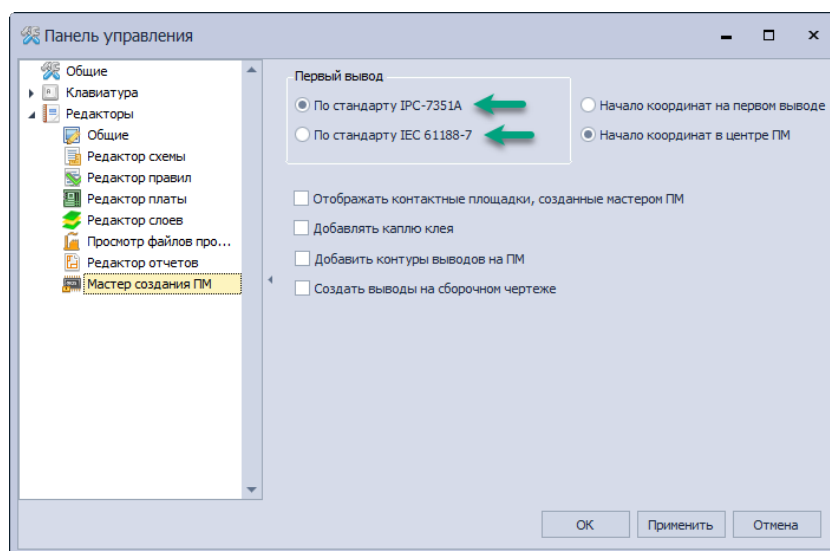 Панель управления
Общие
Клавиатура
Редакторы
Общие
Редактор схемы
Редактор правил
Редактор платы
Редактор слоев
Просмотр файлов про...
Редактор отчетов
Мастер создания ПМ
Первый вывод
По стандарту IPC-7351A
По стандарту IEC 61188-7
Начало координат на первом выводе
Начало координат в центре ПМ
Отображать контактные площадки, созданные мастером ПМ
Добавлять каплю клея
Добавить контуры выводов на ПМ
Создать выводы на сборочном чертеже
ОК
Применить
Отмена